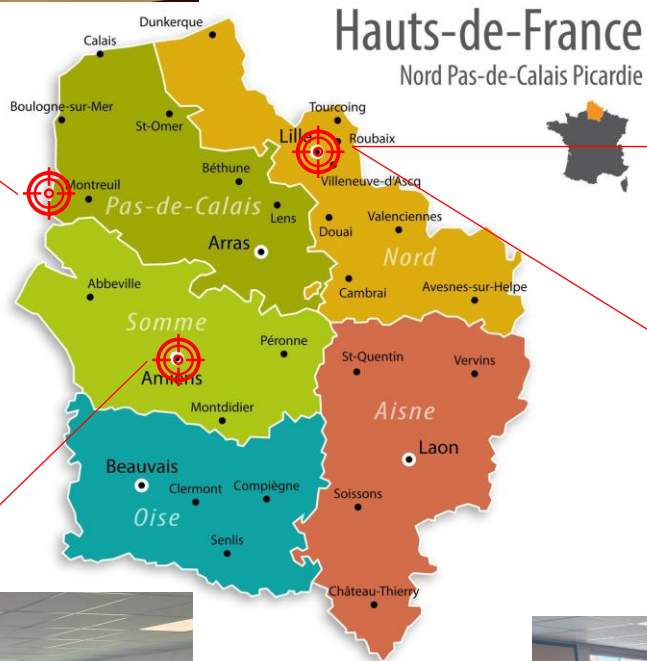 Hauts-de-France
Nord Pas-de-Calais Picardie
Dunkerque
Calais
Boulogne-sur-Mer
St-Omer
Tourcoing
Lille
Roubaix
Villeneuve-d'Ascq
Béthune
Montreuil
Pas-de-Calais
Lens
Douai
Valenciennes
Arras
Nord
Cambrai
Avesnes-sur-Helpe
Abbeville
Somme
Péronne
Amiens
Montdidier
St-Quentin
Vervins
Aisne
Laon
Beauvais
Clermont
Compiègne
Oise
Soissons
Senlis
Château-Thierry